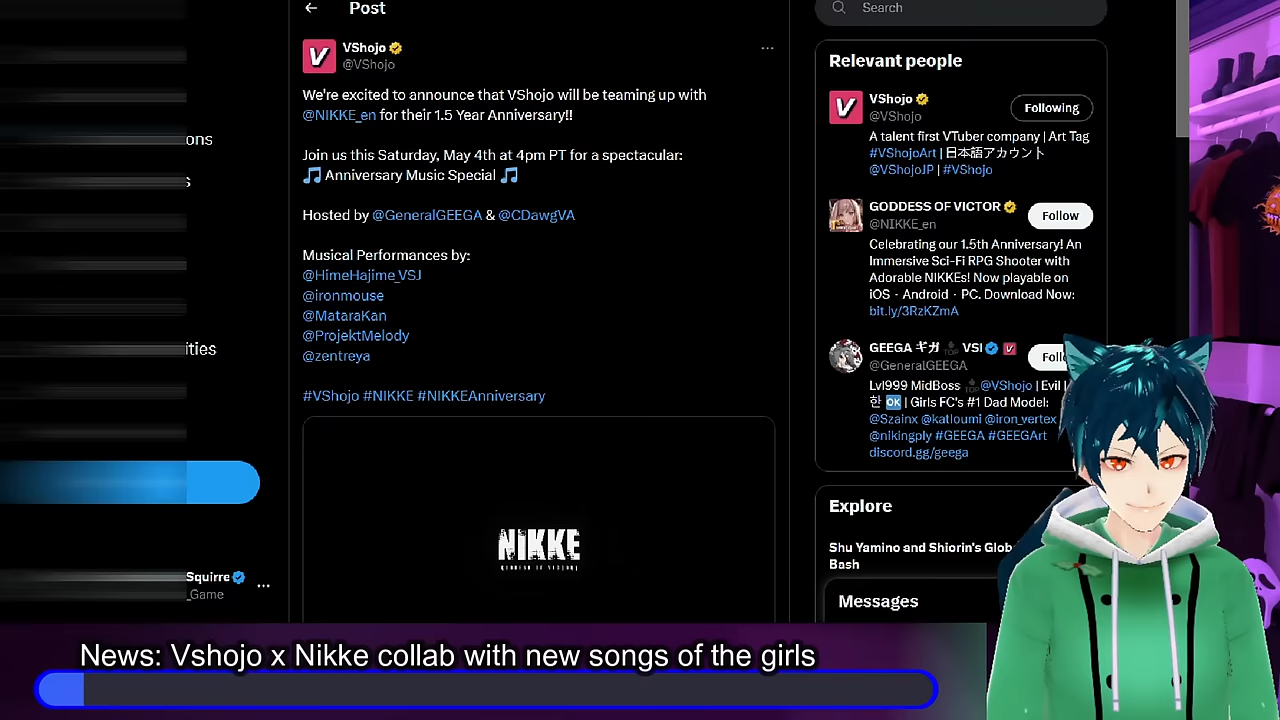 Post
Search
VShojo
@VShojo
We're excited to announce that VShojo will be teaming up with
@NIKKE_en for their 1.5 Year Anniversary!!
Join us this Saturday, May 4th at 4pm PT for a spectacular:
🎵 Anniversary Music Special 🎵
Hosted by @GeneralGEEGA & @CDawgVA
Musical Performances by:
@HimeHajime_VSJ
@ironmouse
@MataraKan
@ProjektMelody
@zentreya
#VShojo #NIKKE #NIKKEAnniversary
NIKKE
Relevant people
VShojo
@VShojo
Following
A talent first VTuber company | Art Tag
#VShojoArt | 日本語アカウント
@VShojoJP | #VShojo
GODDESS OF VICTOR
@NIKKE_en
Follow
Celebrating our 1.5th Anniversary! An
Immersive Sci-Fi RPG Shooter with
Adorable NIKKEs! Now playable on
iOS · Android · PC. Download Now:
bit.ly/3RzKZmA
GEEGA ギガ 🔝 VSI
@GeneralGEEGA
Foll
Lvl999 MidBoss 🔝 @VShojo | Evil |
한 🆗 | Girls FC's #1 Dad Model:
@Szainx @katloumi @iron_vertex
@nikingply #GEEGA #GEEGArt
discord.gg/geega
Explore
Shu Yamino and Shiorin's Glob
Bash
Messages
ons
s
ities
Squirre
_Game
News: Vshojo x Nikke collab with new songs of the girls